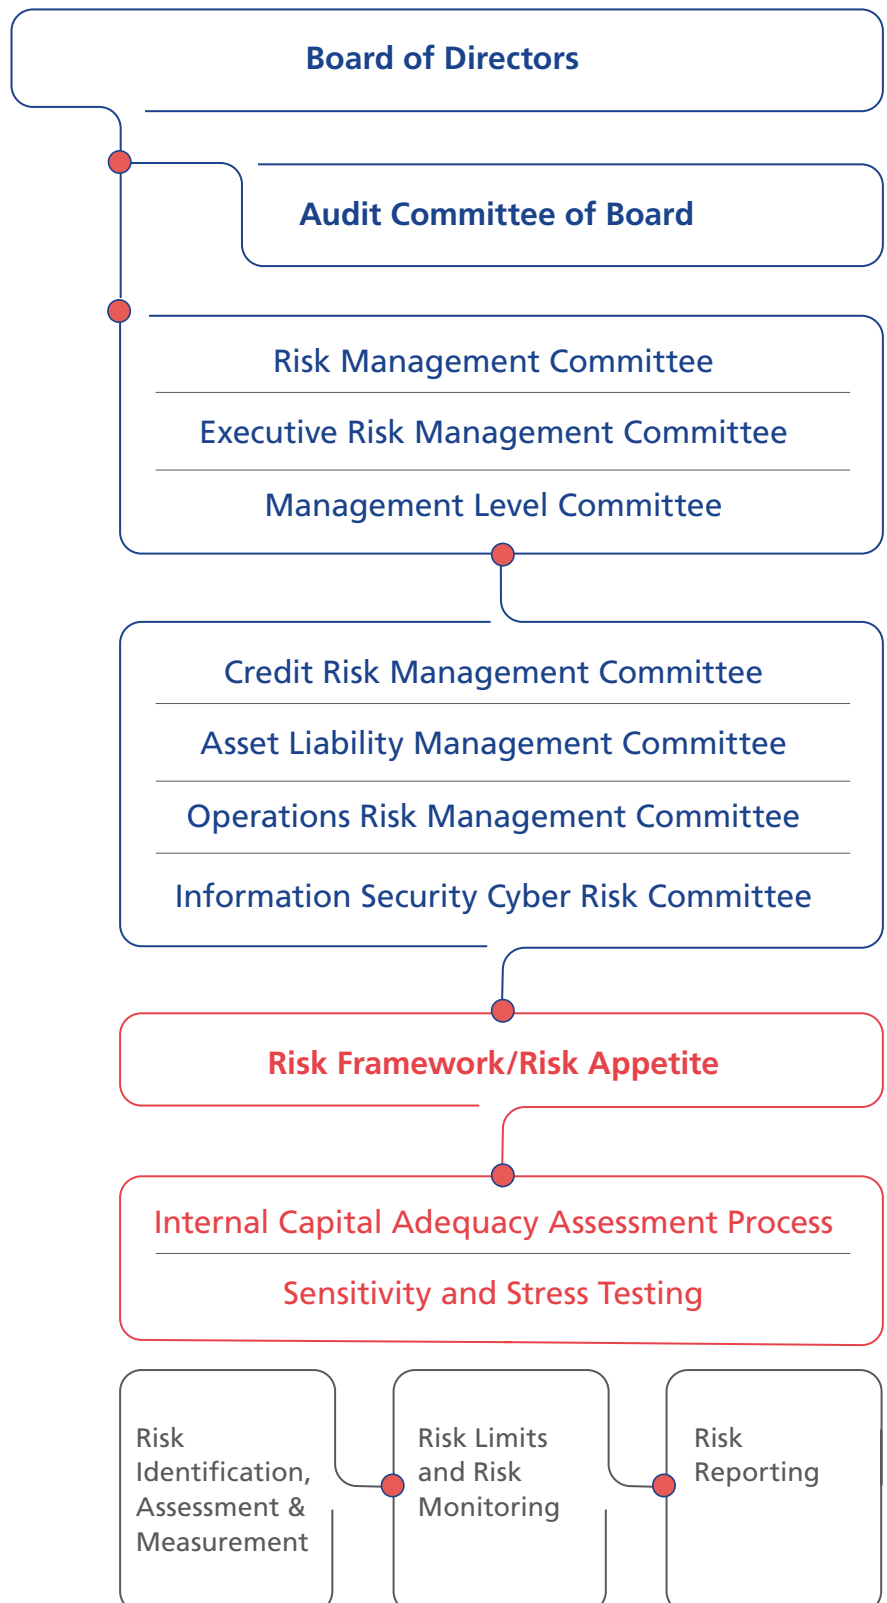 Board of Directors
Audit Committee of Board
Risk Management Committee
Executive Risk Management Committee
Management Level Committee
Credit Risk Management Committee
Asset Liability Management Committee
Operations Risk Management Committee
Information Security Cyber Risk Committee
Risk Framework/Risk Appetite
Internal Capital Adequacy Assessment Process
Sensitivity and Stress Testing
Risk
Identification,
Assessment &
Measurement
Risk Limits
and Risk
Monitoring
Risk
Reporting